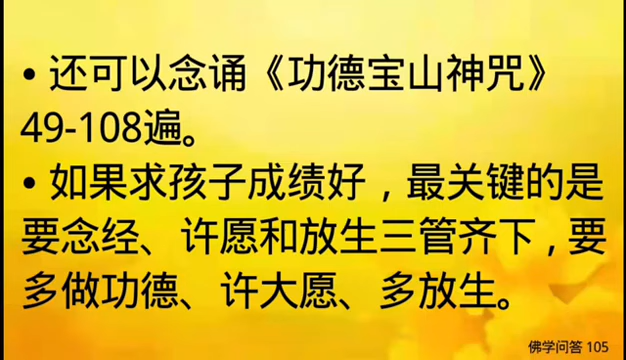 • 还可以念诵《功德宝山神咒》
49-108遍。
• 如果求孩子成绩好，最关键的是
要念经、许愿和放生三管齐下，要
多做功德、许大愿、多放生。
佛学问答 105